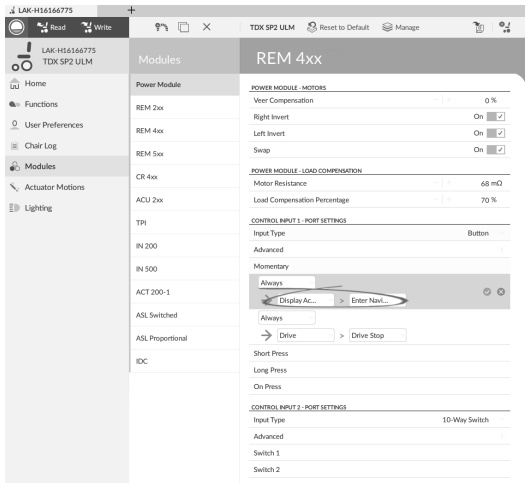 LAK-H16166775 +
Read Write
TDX SP2 ULM Reset to Default Manage
LAK-H16166775
TDX SP2 ULM
Home
Functions
User Preferences
Chair Log
Modules
Actuator Motions
Lighting
Modules
Power Module
REM 2xx
REM 4xx
REM 5xx
CR 4xx
ACU 2xx
TPI
IN 200
IN 500
ACT 200-1
ASL Switched
ASL Proportional
IDC
REM 4xx
POWER MODULE - MOTORS
Veer Compensation - + 0 %
Right Invert On
Left Invert On
Swap On
POWER MODULE - LOAD COMPENSATION
Motor Resistance - + 68 mΩ
Load Compensation Percentage - + 70 %
CONTROL INPUT 1 - PORT SETTINGS
Input Type Button
Advanced
Momentary
Always
Display Ac... > Enter Navi...
Always
Drive > Drive Stop
Short Press
Long Press
On Press
CONTROL INPUT 2 - PORT SETTINGS
Input Type 10-Way Switch
Advanced
Switch 1
Switch 2